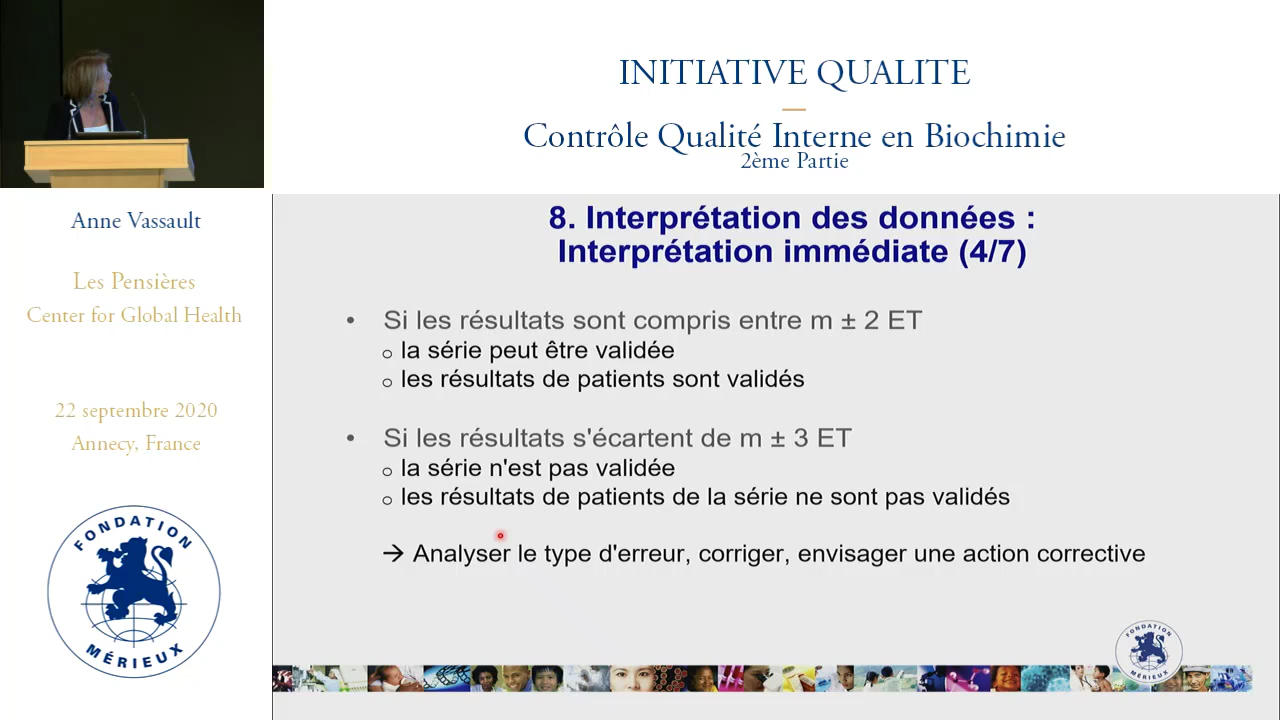 INITIATIVE QUALITE
Contrôle Qualité Interne en Biochimie
2ème Partie
Anne Vassault
Les Pensières
Center for Global Health
22 septembre 2020
Annecy, France
FONDATION
MÉRIEUX
8. Interprétation des données :
Interprétation immédiate (4/7)
• Si les résultats sont compris entre m ± 2 ET
o la série peut être validée
o les résultats de patients sont validés
• Si les résultats s'écartent de m ± 3 ET
o la série n'est pas validée
o les résultats de patients de la série ne sont pas validés
→ Analyser le type d'erreur, corriger, envisager une action corrective
FONDATION
MÉRIEUX